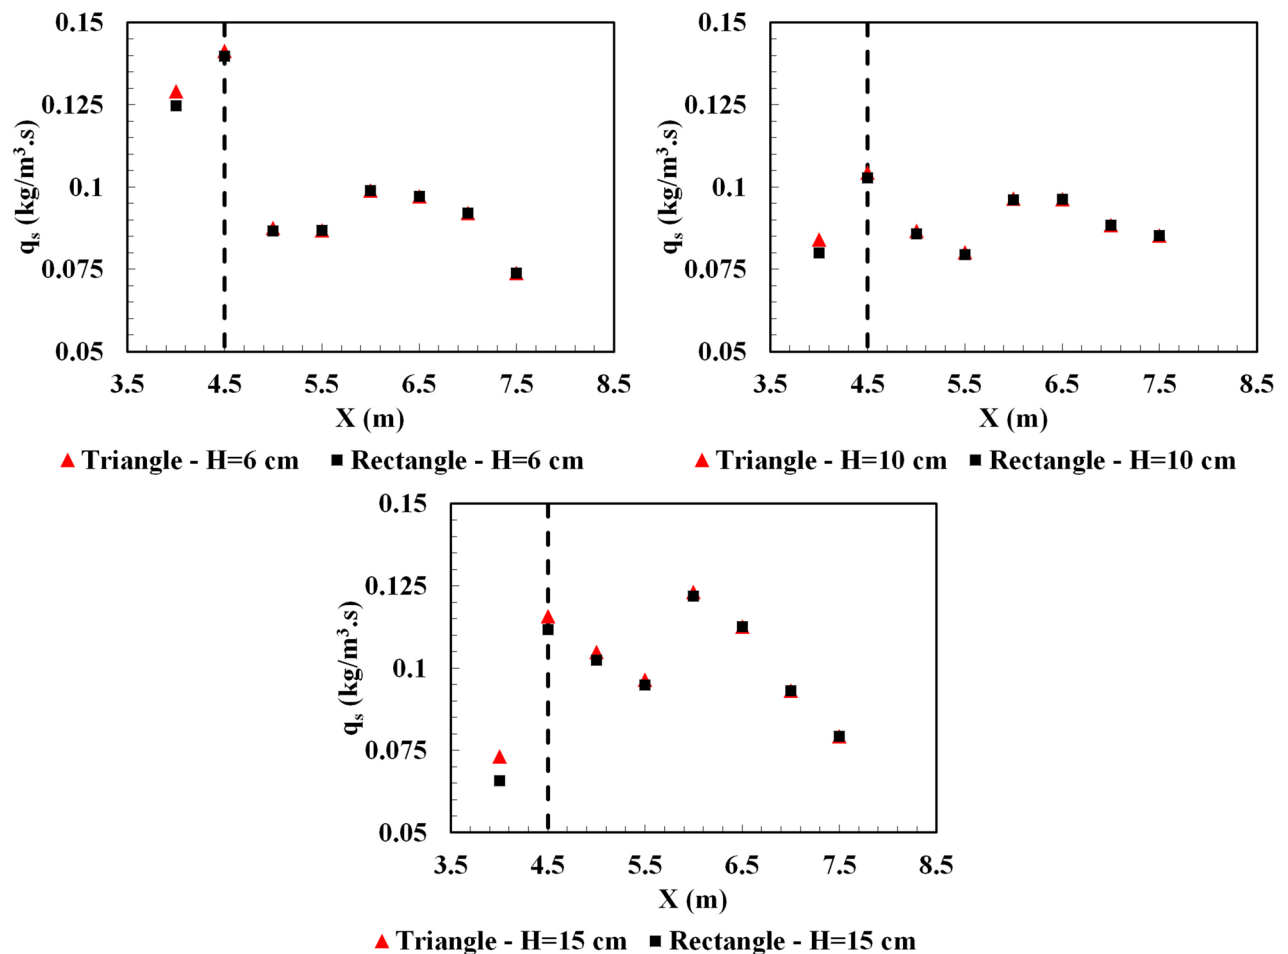 0.15
0.125
0.1
0.075
0.05
qₛ (kg/m³.s)
3.5 4.5 5.5 6.5 7.5 8.5
X (m)
Triangle - H=6 cm Rectangle - H=6 cm
0.15
0.125
0.1
0.075
0.05
qₛ (kg/m³.s)
3.5 4.5 5.5 6.5 7.5 8.5
X (m)
Triangle - H=10 cm Rectangle - H=10 cm
0.15
0.125
0.1
0.075
0.05
qₛ (kg/m³.s)
3.5 4.5 5.5 6.5 7.5 8.5
X (m)
Triangle - H=15 cm Rectangle - H=15 cm